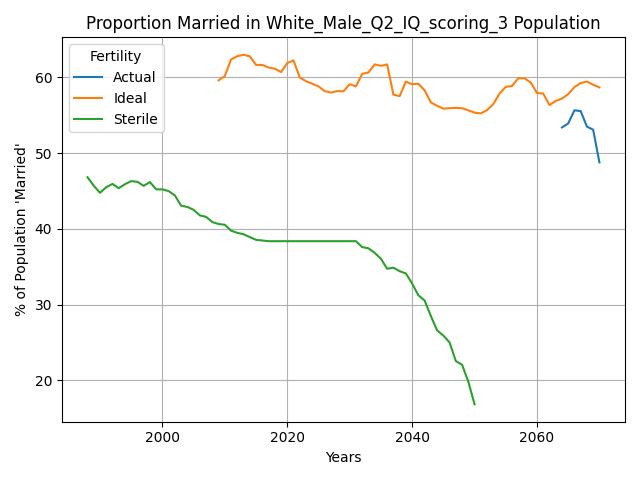 Proportion Married in White_Male_Q2_IQ_scoring_3 Population
Fertility
Actual
Ideal
Sterile
% of Population 'Married'
60
50
40
30
20
2000
2020
2040
2060
Years